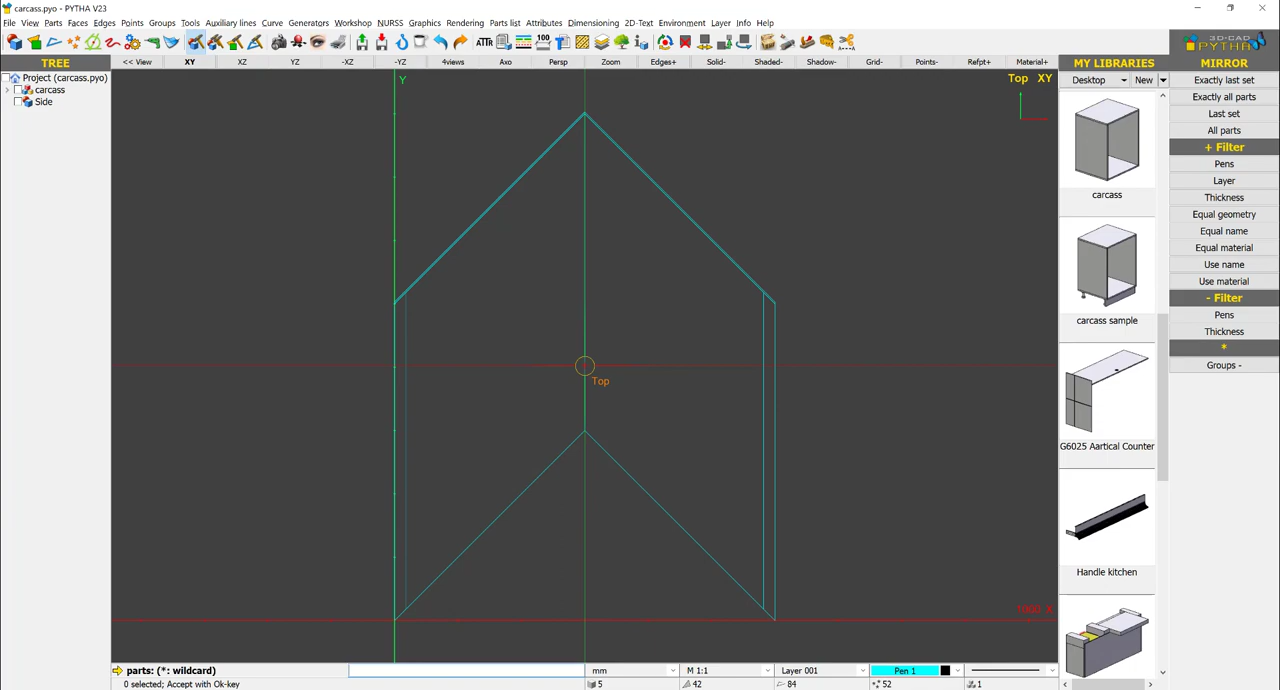 carcass.pyo - PYTHA V23
File View Parts Faces Edges Points Groups Tools Auxiliary lines Curve Generators Workshop NURSS Graphics Rendering Parts list Attributes Dimensioning 2D-Text Environment Layer Info Help
ATTR 100 3D-CAD PYTHA
TREE << View XY XZ YZ -XZ -YZ 4views Axo Persp Zoom Edges+ Solid- Shaded- Shadow- Grid- Points- Refpt+ Material+ MY LIBRARIES MIRROR
Project (carcass.pyo)
carcass
Side
Y
Top XY
Top
1000 X
Desktop New
carcass
carcass sample
G6025 Aartical Counter
Handle kitchen
Exactly last set
Exactly all parts
Last set
All parts
+ Filter
Pens
Layer
Thickness
Equal geometry
Equal name
Equal material
Use name
Use material
- Filter
Pens
Thickness
*
Groups -
parts: (*: wildcard) mm M 1:1 Layer 001 Pen 1
0 selected; Accept with Ok-key 5 42 84 52 1